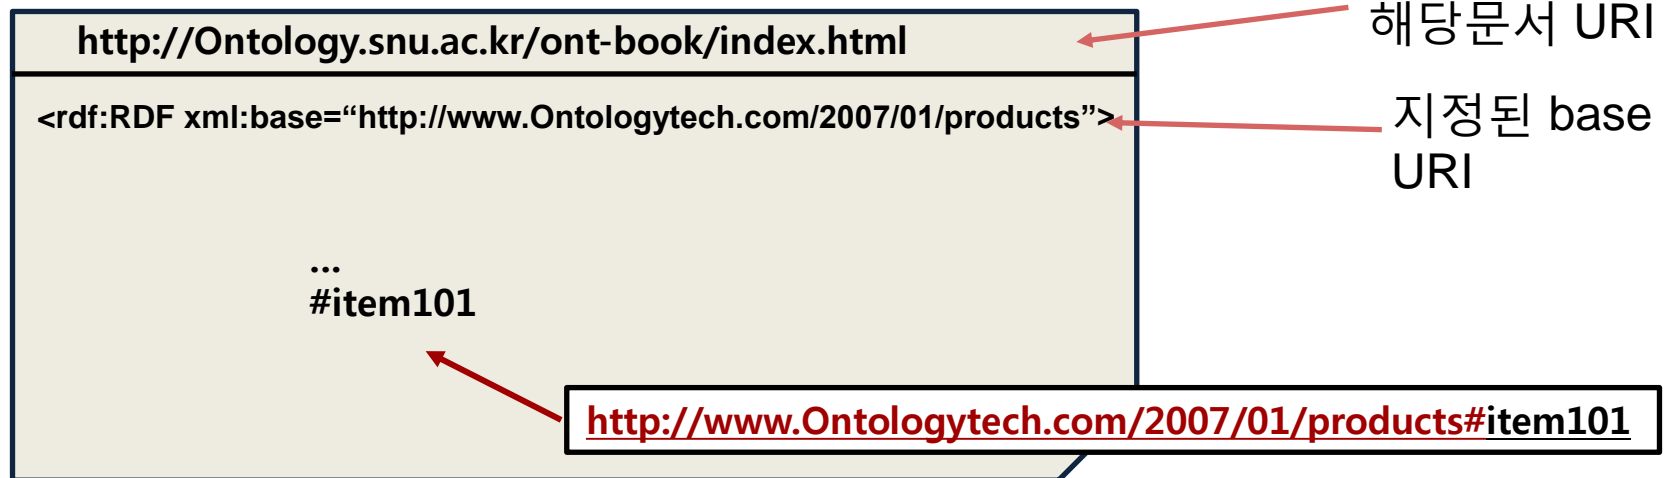 해당문서 URI
http://Ontology.snu.ac.kr/ont-book/index.html
<rdf:RDF xml:base=“http://www.Ontologytech.com/2007/01/products”>
지정된 base
URI
...
#item101
http://www.Ontologytech.com/2007/01/products#item101